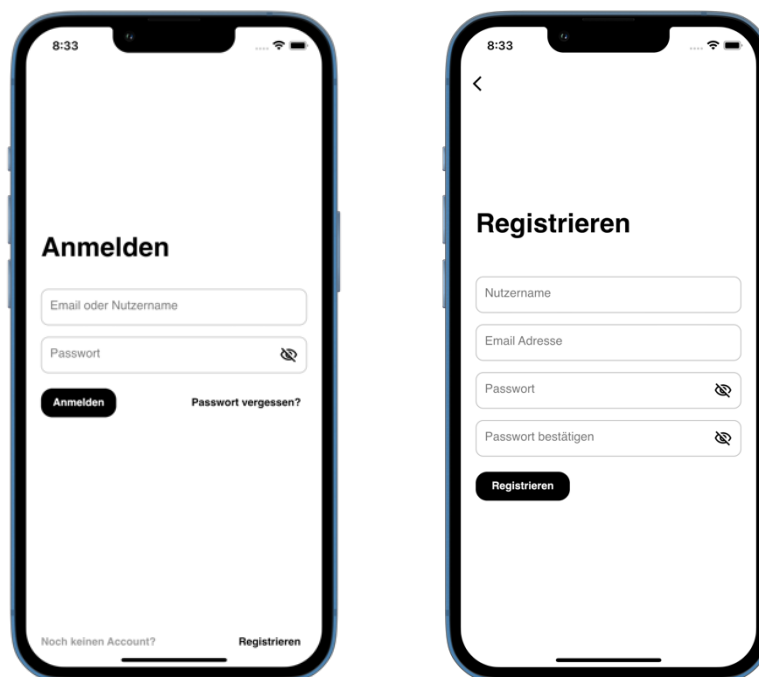 8:33
Anmelden
Email oder Nutzername
Passwort
Anmelden
Passwort vergessen?
Noch keinen Account?
Registrieren
8:33
Registrieren
Nutzername
Email Adresse
Passwort
Passwort bestätigen
Registrieren